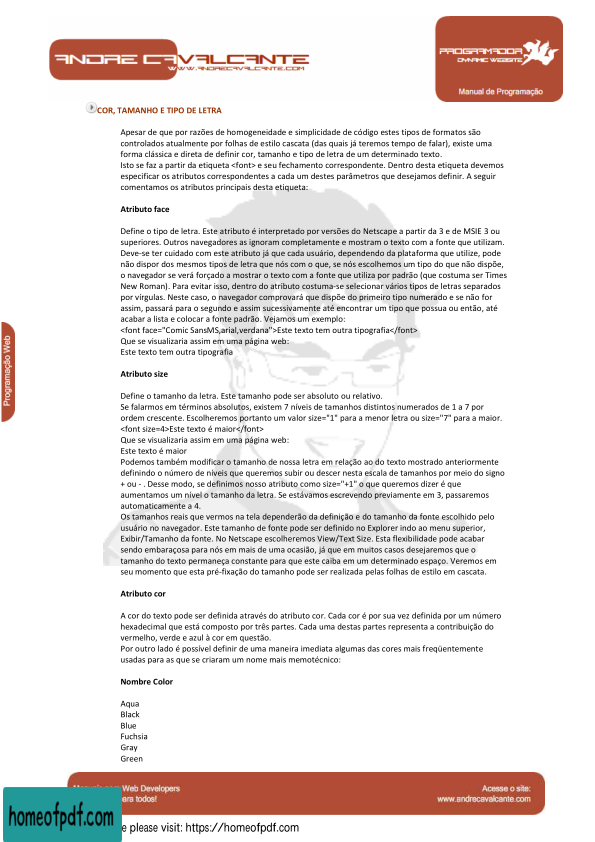 ANDRE CAVALCANTE
WWW.ANDRECAVALCANTE.COM
PROGRAMADOR
DYNAMIC WEBSITE
Manual de Programação
COR, TAMANHO E TIPO DE LETRA
Apesar de que por razões de homogeneidade e simplicidade de código estes tipos de formatos são
controlados atualmente por folhas de estilo cascata (das quais já teremos tempo de falar), existe uma
forma clássica e direta de definir cor, tamanho e tipo de letra de um determinado texto.
Isto se faz a partir da etiqueta <font> e seu fechamento correspondente. Dentro desta etiqueta devemos
especificar os atributos correspondentes a cada um destes parâmetros que desejamos definir. A seguir
comentamos os atributos principais desta etiqueta:
Atributo face
Define o tipo de letra. Este atributo é interpretado por versões do Netscape a partir da 3 e de MSIE 3 ou
superiores. Outros navegadores as ignoram completamente e mostram o texto com a fonte que utilizam.
Deve-se ter cuidado com este atributo já que cada usuário, dependendo da plataforma que utilize, pode
não dispor dos mesmos tipos de letra que nós com o que, se nós escolhemos um tipo do que não dispõe,
o navegador se verá forçado a mostrar o texto com a fonte que utiliza por padrão (que costuma ser Times
New Roman). Para evitar isso, dentro do atributo costuma-se selecionar vários tipos de letras separados
por vírgulas. Neste caso, o navegador comprovará que dispõe do primeiro tipo numerado e se não for
assim, passará para o segundo e assim sucessivamente até encontrar um tipo que possua ou então, até
acabar a lista e colocar a fonte padrão. Vejamos um exemplo:
<font face="Comic SansMS,arial,verdana">Este texto tem outra tipografia</font>
Que se visualizaria assim em uma página web:
Este texto tem outra tipografia
Atributo size
Define o tamanho da letra. Este tamanho pode ser absoluto ou relativo.
Se falarmos em términos absolutos, existem 7 níveis de tamanhos distintos numerados de 1 a 7 por
ordem crescente. Escolheremos portanto um valor size="1" para a menor letra ou size="7" para a maior.
<font size=4>Este texto é maior</font>
Que se visualizaria assim em uma página web:
Este texto é maior
Podemos também modificar o tamanho de nossa letra em relação ao do texto mostrado anteriormente
definindo o número de níveis que queremos subir ou descer nesta escala de tamanhos por meio do signo
+ ou - . Desse modo, se definimos nosso atributo como size="+1" o que queremos dizer é que
aumentamos um nível o tamanho da letra. Se estávamos escrevendo previamente em 3, passaremos
automaticamente a 4.
Os tamanhos reais que vermos na tela dependerão da definição e do tamanho da fonte escolhido pelo
usuário no navegador. Este tamanho de fonte pode ser definido no Explorer indo ao menu superior,
Exibir/Tamanho da fonte. No Netscape escolheremos View/Text Size. Esta flexibilidade pode acabar
sendo embaraçosa para nós em mais de uma ocasião, já que em muitos casos desejaremos que o
tamanho do texto permaneça constante para que este caiba em um determinado espaço. Veremos em
seu momento que esta pré-fixação do tamanho pode ser realizada pelas folhas de estilo em cascata.
Atributo cor
A cor do texto pode ser definida através do atributo cor. Cada cor é por sua vez definida por um número
hexadecimal que está composto por três partes. Cada uma destas partes representa a contribuição do
vermelho, verde e azul à cor em questão.
Por outro lado é possível definir de uma maneira imediata algumas das cores mais freqüentemente
usadas para as que se criaram um nome mais memotécnico:
Nombre Color
Aqua
Black
Blue
Fuchsia
Gray
Green
Programação Web
Web Developers
para todos!
Acesse o site:
www.andrecavalcante.com
homeofpdf.com
e please visit: https://homeofpdf.com